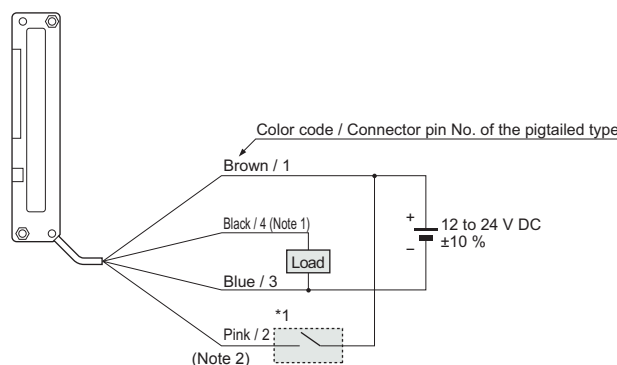 Color code / Connector pin No. of the pigtailed type
Brown / 1
Black / 4 (Note 1)
Load
Blue / 3
+
12 to 24 V DC
±10 %
−
*1
Pink / 2
(Note 2)